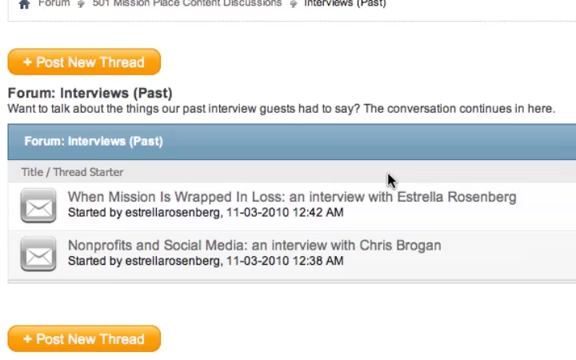 Forum 501 Mission Place Content Discussions Interviews (Past)
+ Post New Thread
Forum: Interviews (Past)
Want to talk about the things our past interview guests had to say? The conversation continues in here.
Forum: Interviews (Past)
Title / Thread Starter
When Mission Is Wrapped In Loss: an interview with Estrella Rosenberg
Started by estrellarosenberg, 11-03-2010 12:42 AM
Nonprofits and Social Media: an interview with Chris Brogan
Started by estrellarosenberg, 11-03-2010 12:38 AM
+ Post New Thread